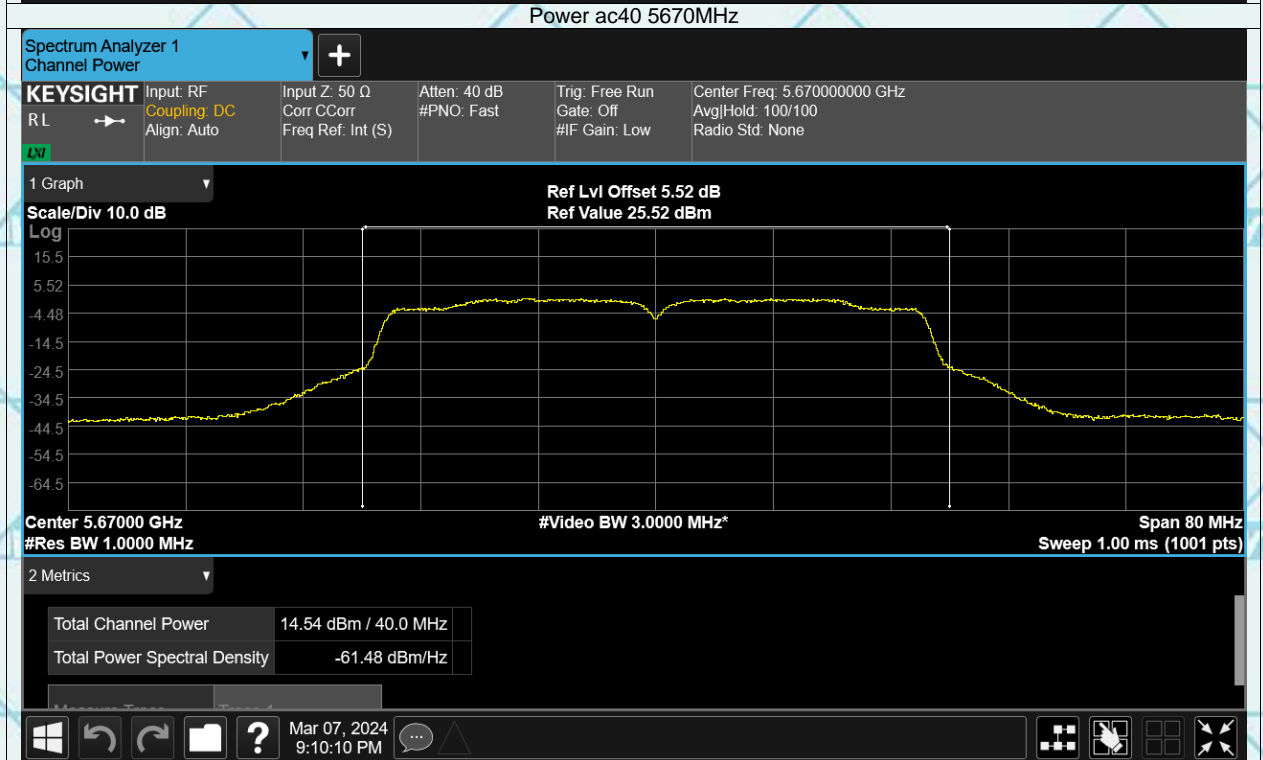 Power ac40 5670MHz
Spectrum Analyzer 1
Channel Power
KEYSIGHT
R L
LXI
Input: RF
Coupling: DC
Align: Auto
Input Z: 50 Ω
Corr CCorr
Freq Ref: Int (S)
Atten: 40 dB
#PNO: Fast
Trig: Free Run
Gate: Off
#IF Gain: Low
Center Freq: 5.670000000 GHz
Avg|Hold: 100/100
Radio Std: None
1 Graph
Ref Lvl Offset 5.52 dB
Scale/Div 10.0 dB
Ref Value 25.52 dBm
Log
15.5
5.52
-4.48
-14.5
-24.5
-34.5
-44.5
-54.5
-64.5
Center 5.67000 GHz
#Video BW 3.0000 MHz*
Span 80 MHz
#Res BW 1.0000 MHz
Sweep 1.00 ms (1001 pts)
2 Metrics
Total Channel Power 14.54 dBm / 40.0 MHz
Total Power Spectral Density -61.48 dBm/Hz
Mar 07, 2024
9:10:10 PM